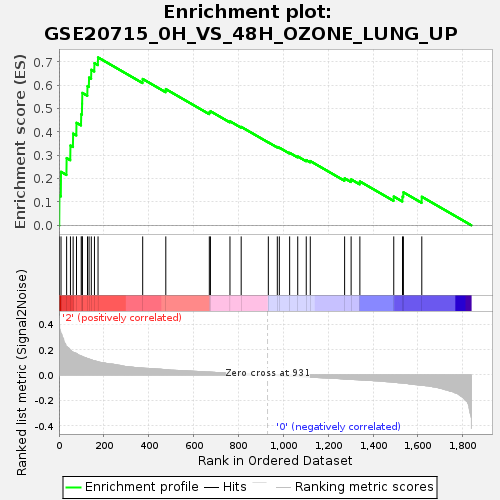 Enrichment plot:
GSE20715_0H_VS_48H_OZONE_LUNG_UP
Enrichment score (ES)
0.7
0.6
0.5
0.4
0.3
0.2
0.1
0.0
'2' (positively correlated)
Ranked list metric (Signal2Noise)
0.4
0.2
0.0
-0.2
-0.4
Zero cross at 931
'0' (negatively correlated)
0 200 400 600 800 1,000 1,200 1,400 1,600 1,800
Rank in Ordered Dataset
Enrichment profile Hits Ranking metric scores